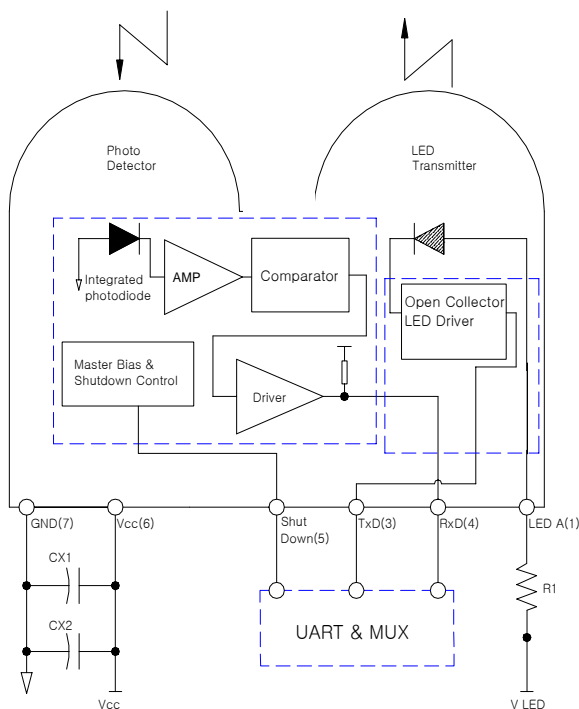 Photo
Detector
LED
Transmitter
Integrated
photodiode
AMP
Comparator
Open Collector
LED Driver
Master Bias &
Shutdown Control
Driver
GND(7)
Vcc(6)
Shut
Down(5)
TxD(3)
RxD(4)
LED A(1)
CX1
CX2
Vcc
UART & MUX
R1
V LED